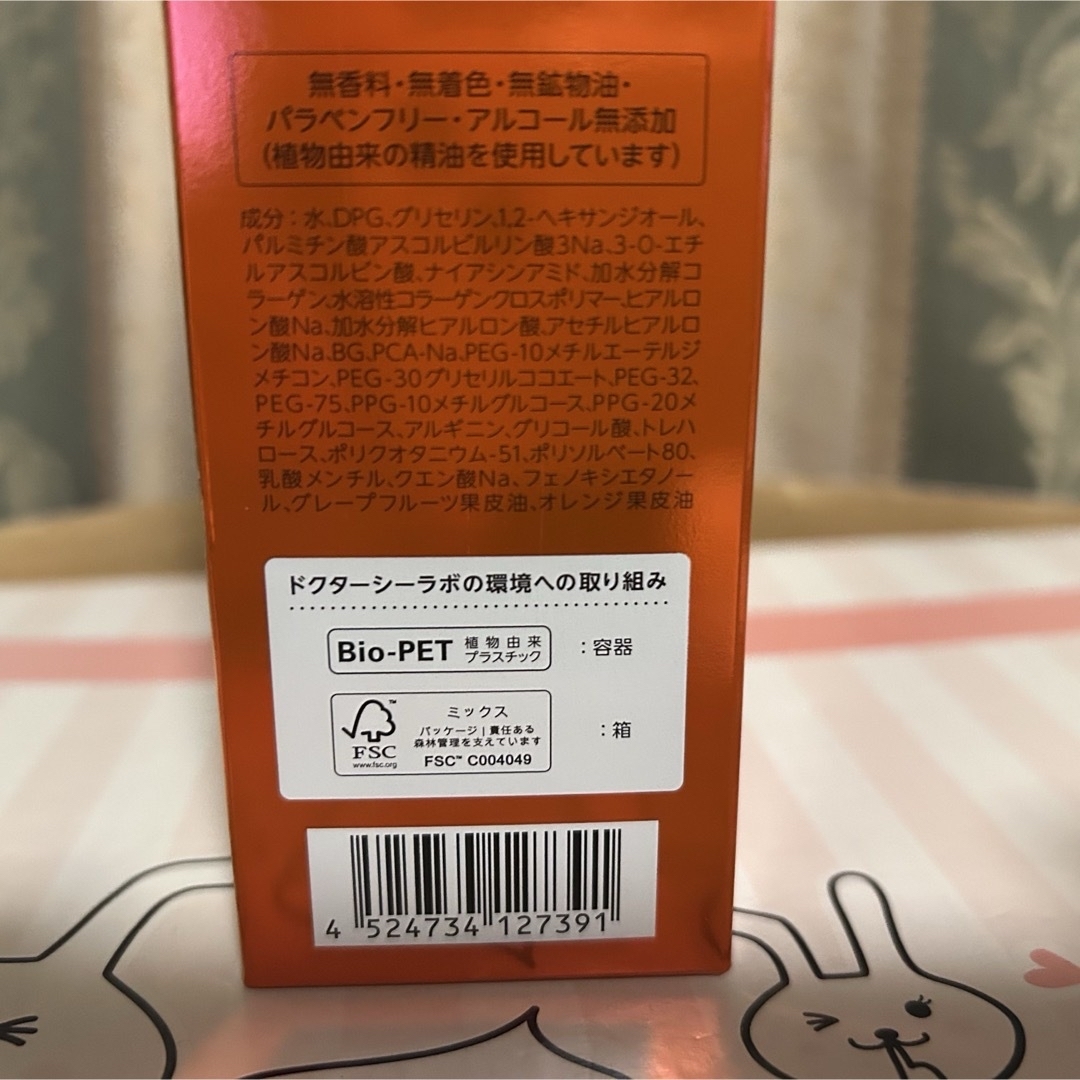 無香料・無着色・無鉱物油・
パラベンフリー・アルコール無添加
(植物由来の精油を使用しています)
成分：水、DPG、グリセリン、1,2-ヘキサンジオール、
パルミチン酸アスコルビルリン酸3Na、3-O-エチ
ルアスコルビン酸、ナイアシンアミド、加水分解コ
ラーゲン、水溶性コラーゲンクロスポリマー、ヒアルロ
ン酸Na、加水分解ヒアルロン酸、アセチルヒアルロ
ン酸Na、BG、PCA-Na、PEG-10メチルエーテルジ
メチコン、PEG-30グリセリルココエート、PEG-32、
PEG-75、PPG-10メチルグルコース、PPG-20メ
チルグルコース、アルギニン、グリコール酸、トレハ
ロース、ポリクオタニウム-51、ポリソルベート80、
乳酸メンチル、クエン酸Na、フェノキシエタノー
ル、グレープフルーツ果皮油、オレンジ果皮油
ドクターシーラボの環境への取り組み
Bio-PET 植物由来
プラスチック
：容器
FSC
www.fsc.org
ミックス
パッケージ｜責任ある
森林管理を支えています
FSC™ C004049
：箱
4 524734 127391